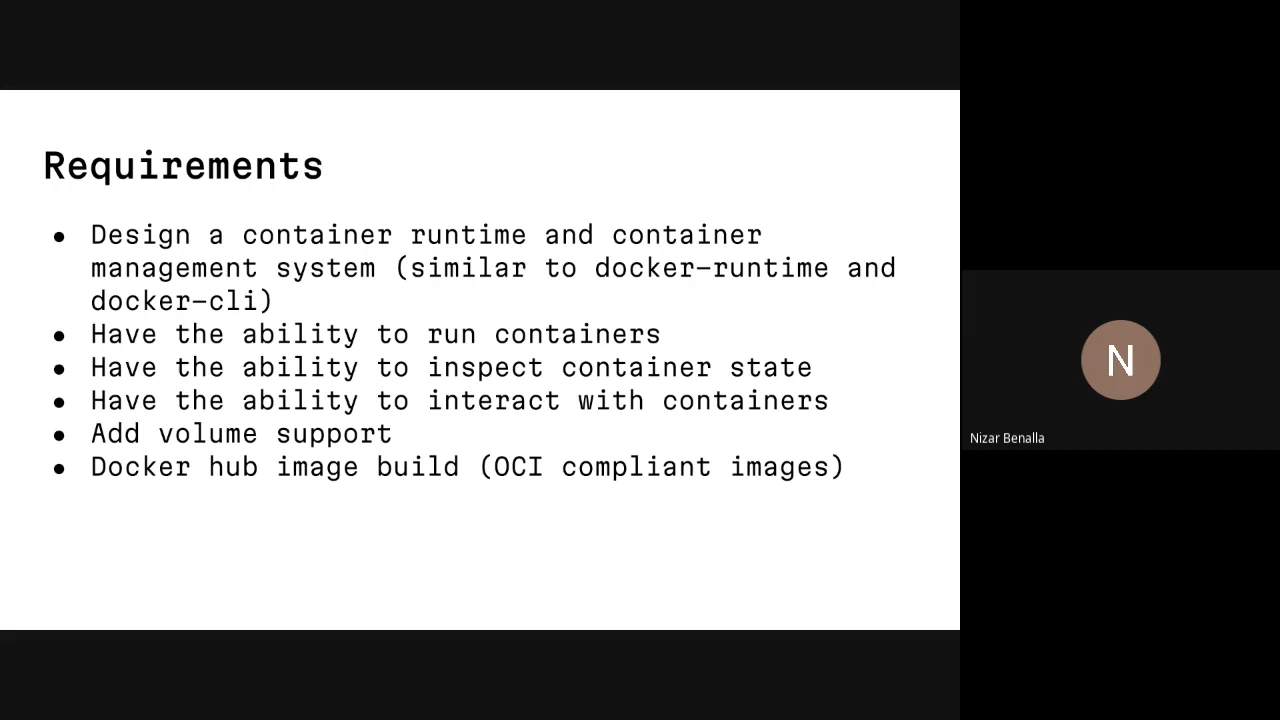 Requirements
● Design a container runtime and container
management system (similar to docker-runtime and
docker-cli)
● Have the ability to run containers
● Have the ability to inspect container state
● Have the ability to interact with containers
● Add volume support
● Docker hub image build (OCI compliant images)
N
Nizar Benalla